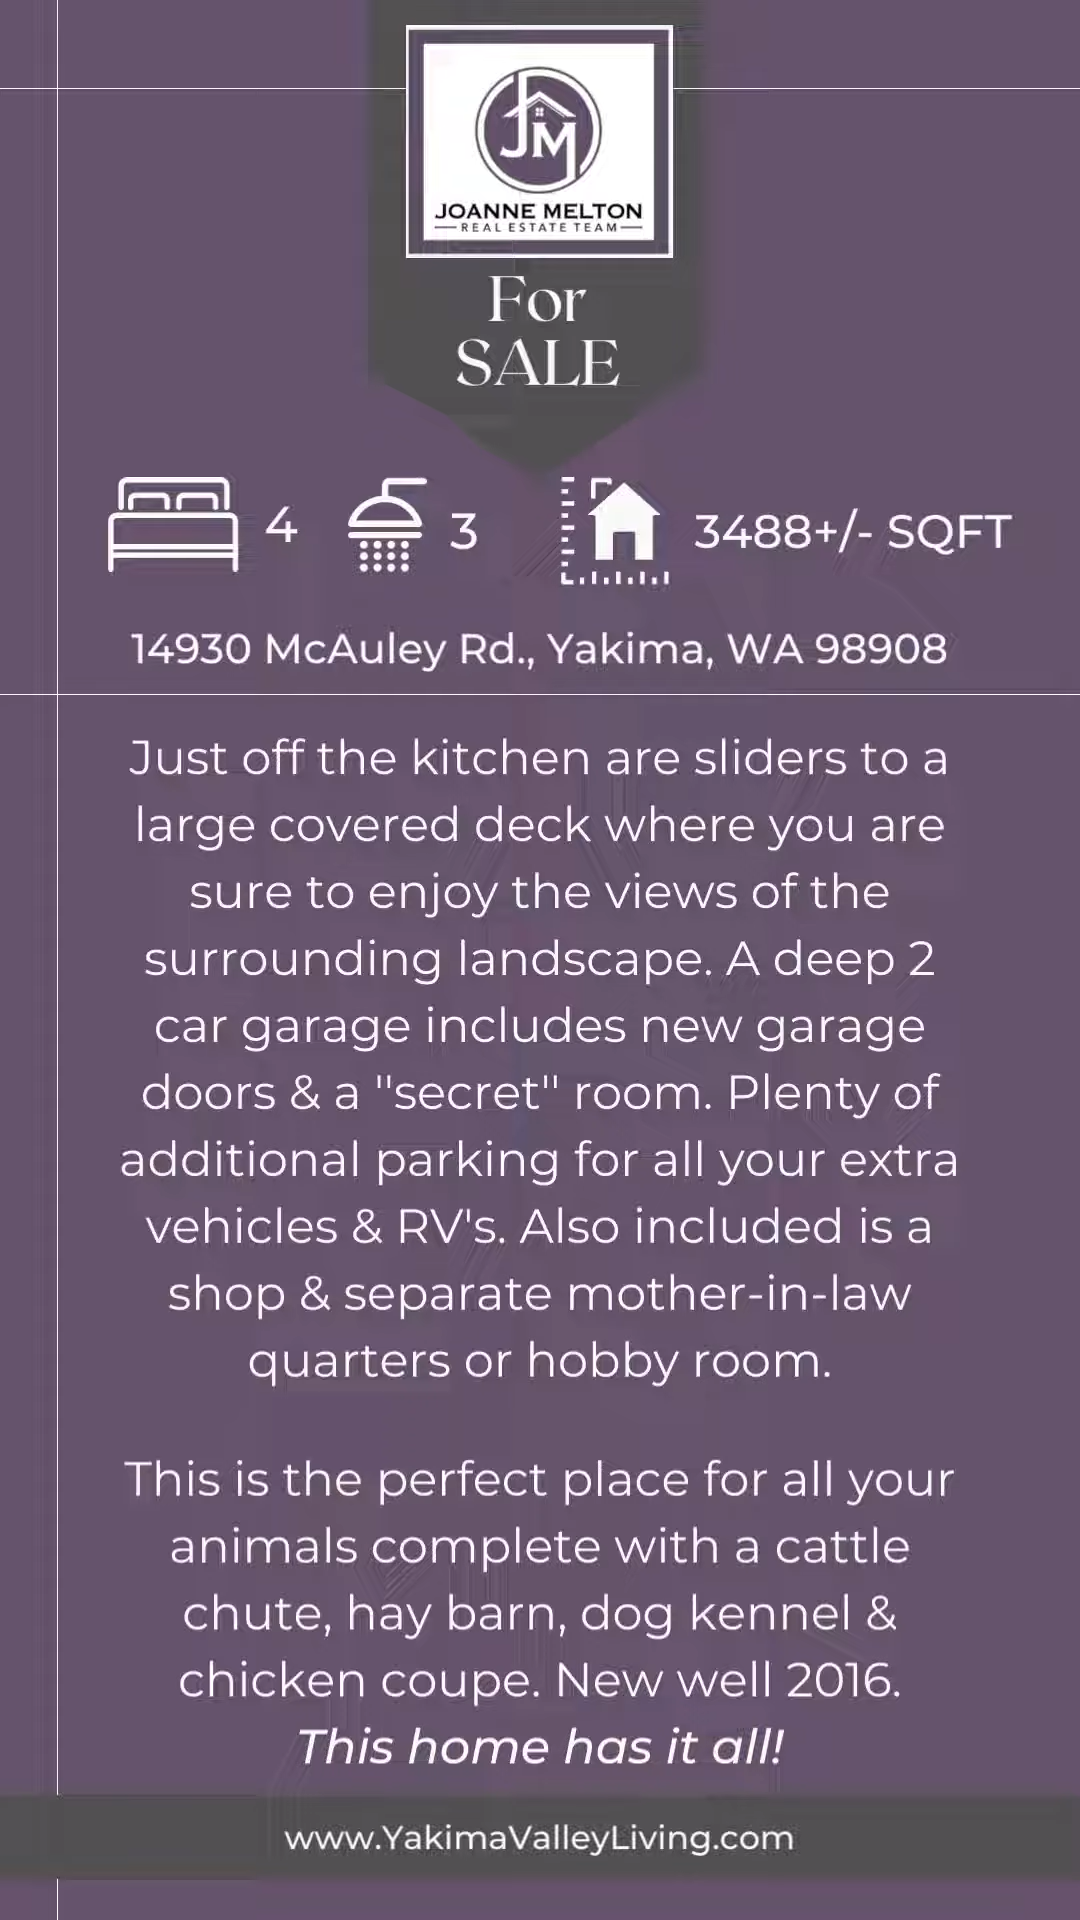 JM
JOANNE MELTON
REAL ESTATE TEAM
For
SALE
4
3
3488+/- SQFT
14930 McAuley Rd., Yakima, WA 98908
Just off the kitchen are sliders to a
large covered deck where you are
sure to enjoy the views of the
surrounding landscape. A deep 2
car garage includes new garage
doors & a "secret" room. Plenty of
additional parking for all your extra
vehicles & RV's. Also included is a
shop & separate mother-in-law
quarters or hobby room.
This is the perfect place for all your
animals complete with a cattle
chute, hay barn, dog kennel &
chicken coupe. New well 2016.
This home has it all!
www.YakimaValleyLiving.com